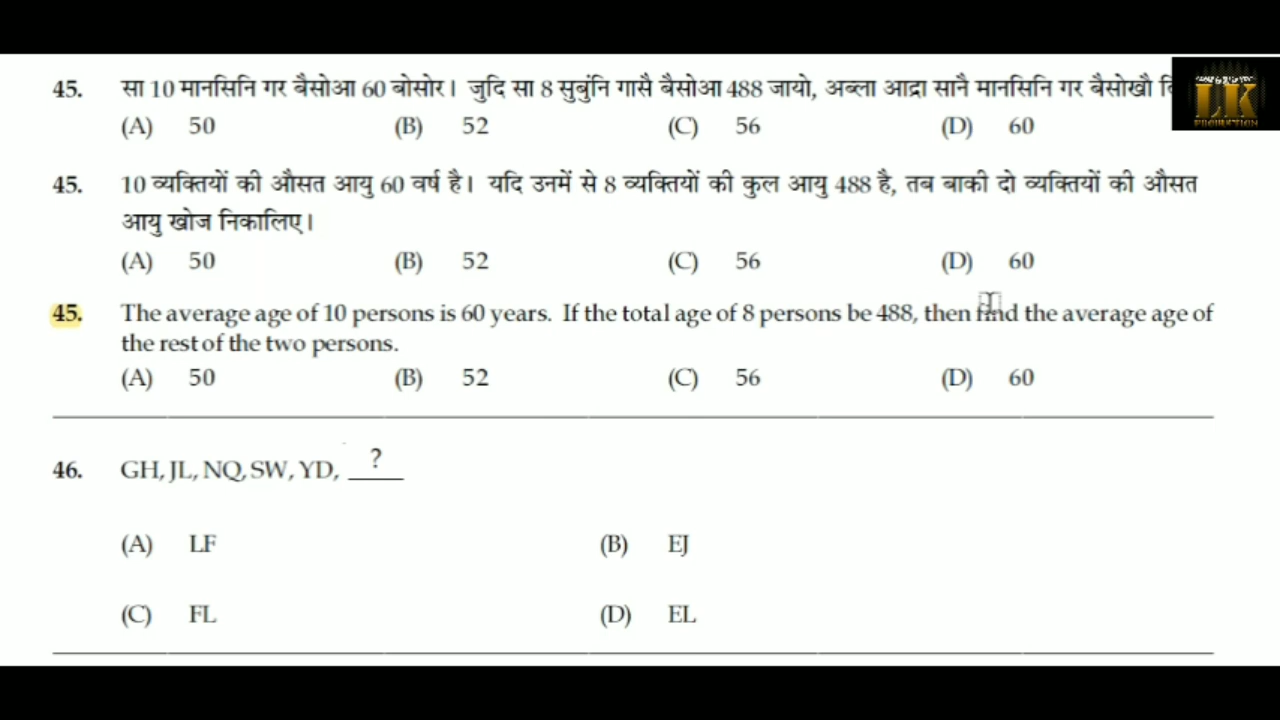 45. सा 10 मानसिनि गर बैसोआ 60 बोसोर। जुदि सा 8 सुबुंनि गासै बैसोआ 488 जायो, अब्ला आद्रा सानै मानसिनि गर बैसोखौ
(A) 50 (B) 52 (C) 56 (D) 60
LK
PRODUCTION
45. 10 व्यक्तियों की औसत आयु 60 वर्ष है। यदि उनमें से 8 व्यक्तियों की कुल आयु 488 है, तब बाकी दो व्यक्तियों की औसत
आयु खोज निकालिए।
(A) 50 (B) 52 (C) 56 (D) 60
45. The average age of 10 persons is 60 years. If the total age of 8 persons be 488, then find the average age of
the rest of the two persons.
(A) 50 (B) 52 (C) 56 (D) 60
46. GH, JL, NQ, SW, YD, ?
(A) LF (B) EJ
(C) FL (D) EL